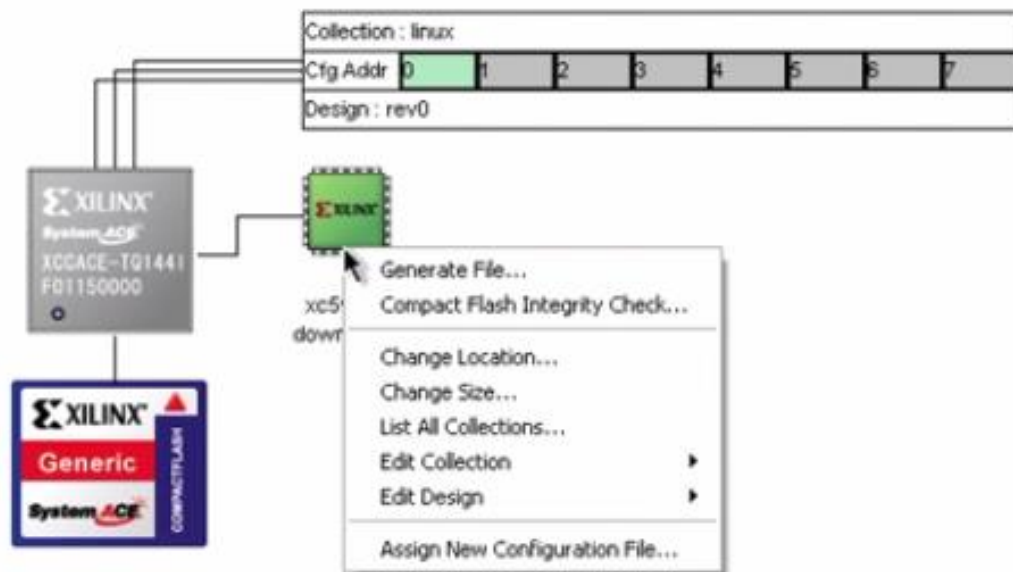 Collection : linux
Cfg Addr 0 1 2 3 4 5 6 7
Design : rev0
XILINX
System ACE
XCCACE-TQ144I
F01150000
XILINX
Generate File...
Compact Flash Integrity Check...
Change Location...
Change Size...
List All Collections...
Edit Collection
Edit Design
Assign New Configuration File...
xc5
down
XILINX
Generic
System ACE
COMPACTFLASH